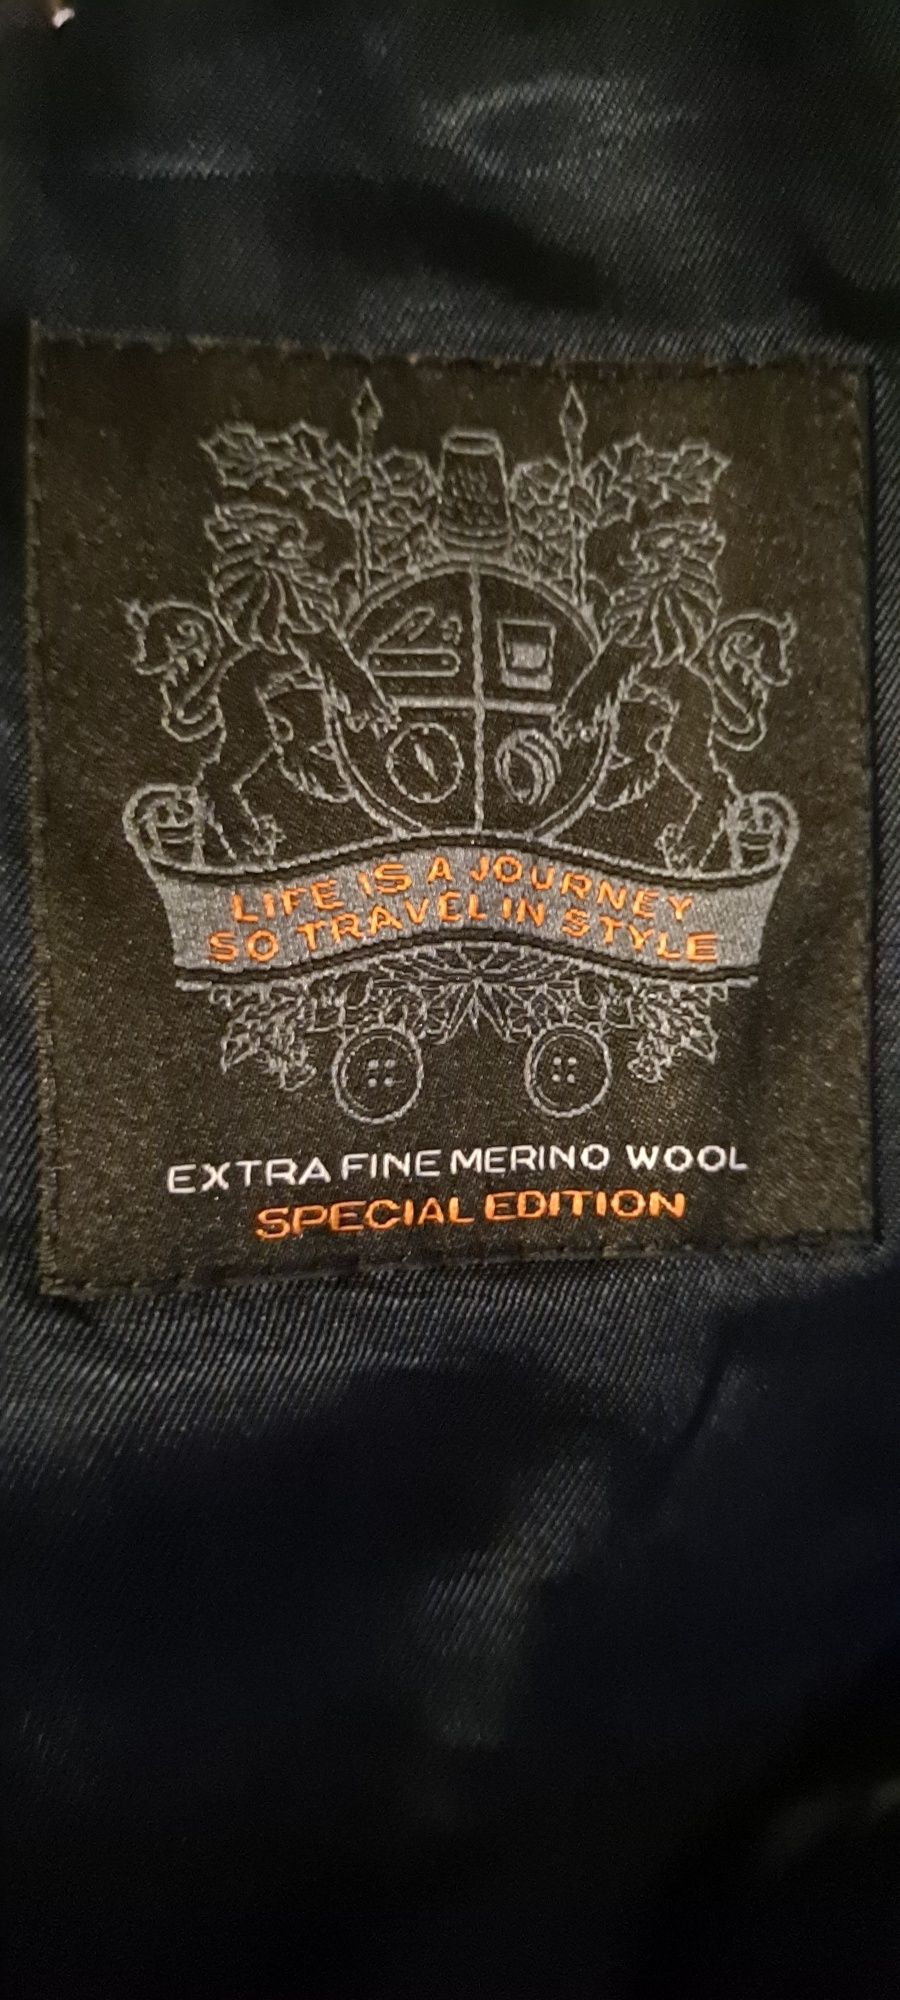 LIFE IS A JOURNEY
SO TRAVEL IN STYLE
EXTRA FINE MERINO WOOL
SPECIAL EDITION